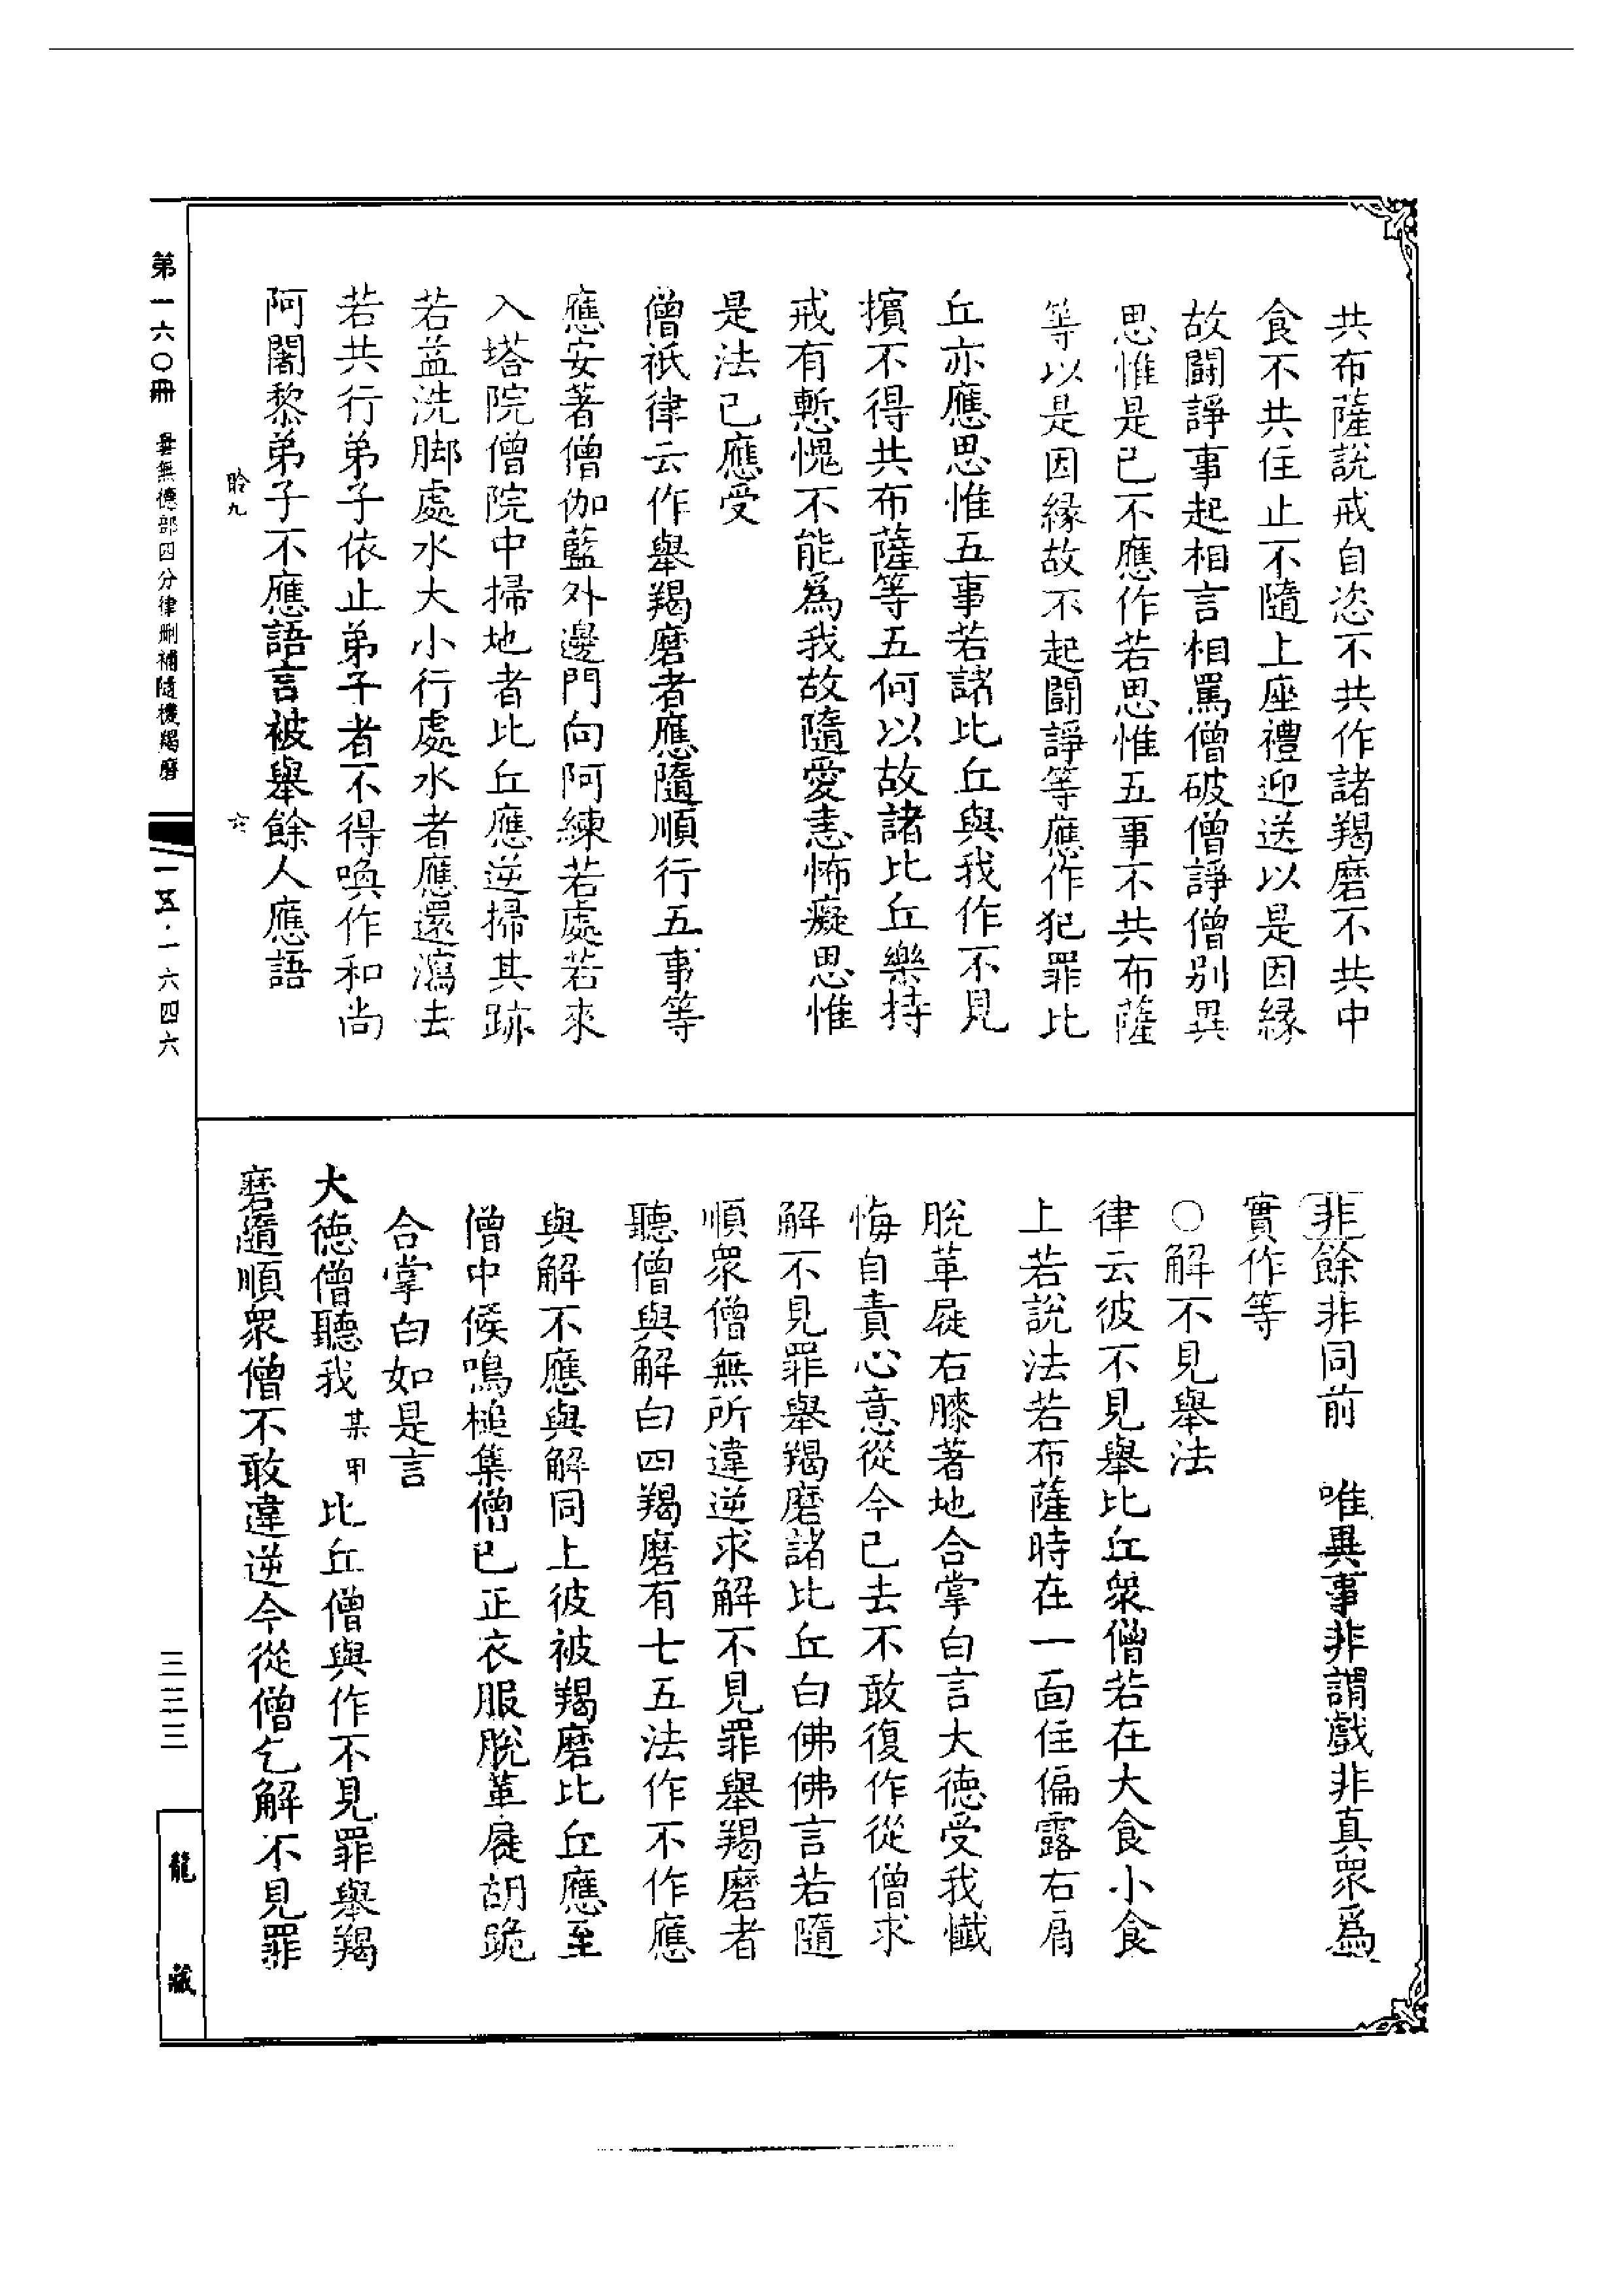 共布薩說戒自恣不共作諸羯磨不共中
食不共住止不隨上座禮迎送以是因緣
故鬪諍事起相言相罵僧破僧諍僧別異
思惟是已不應作若思惟五事不共布薩
等以是因緣故不起鬪諍等應作犯罪比
丘亦應思惟五事若諸比丘與我作不見
擯不得共布薩等五何以故諸比丘樂持
戒有慙愧不能爲我故隨愛恚怖癡思惟
是法已應受
僧祇律云作舉羯磨者應隨順行五事等
應安著僧伽藍外邊門向阿練若處若來
入塔院僧院中掃地者比丘應逆掃其跡
若益洗脚處水大小行處水者應還瀉去
若共行弟子依止弟子者不得喚作和尚
阿闍黎弟子不應語言被舉餘人應語
非餘非同前　唯異事非謂戲非真眾爲
實作等
○解不見舉法
律云彼不見舉比丘眾僧若在大食小食
上若說法若布薩時在一面住偏露右肩
脫革屣右膝著地合掌白言大德受我懺
悔自責心意從今已去不敢復作從僧求
解不見罪舉羯磨諸比丘白佛佛言若隨
順眾僧無所違逆求解不見罪舉羯磨者
聽僧與解白四羯磨有七五法作不作應
與解不應與解同上彼被羯磨比丘應至
僧中候鳴槌集僧已正衣服脫革屣胡跪
合掌白如是言
大德僧聽我某甲比丘僧與作不見罪舉羯
磨隨順眾僧不敢違逆今從僧乞解不見罪
聆九
六
第一六〇冊　曇無德部四分律刪補隨機羯磨
一五·一六四六
三三三
龍藏